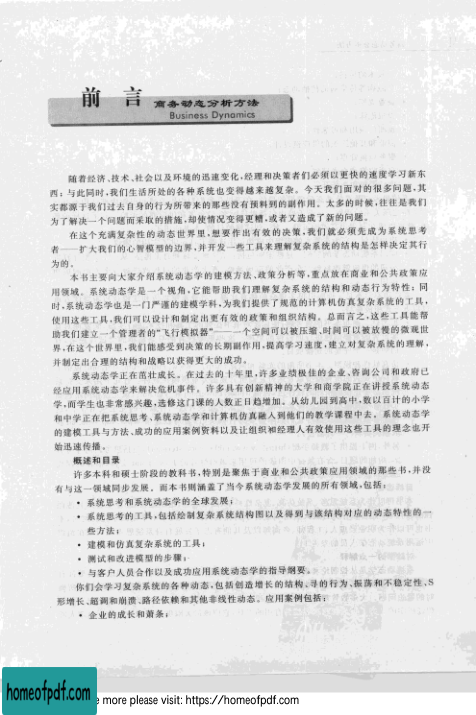 前 言 商务动态分析方法
Business Dynamics
随着经济、技术、社会以及环境的迅速变化,经理和决策者们必须以更快的速度学习新东
西;与此同时,我们生活所处的各种系统也变得越来越复杂。今天我们面对的很多问题,其
实都源于我们过去自身的行为所带来的那些没有预料到的副作用。太多的时候,往往是我们
为了解决一个问题而采取的措施,却使情况变得更糟,或者又造成了新的问题。
在这个充满复杂性的动态世界里,想要作出有效的决策,我们就必须先成为系统思考
者——扩大我们的心智模型的边界,并开发一些工具来理解复杂系统的结构是怎样决定其行
为的。
本书主要向大家介绍系统动态学的建模方法、政策分析等,重点放在商业和公共政策应
用领域。系统动态学是一个视角,它能帮助我们理解复杂系统的结构和动态行为特性;同
时,系统动态学也是一门严谨的建模学科,为我们提供了规范的计算机仿真复杂系统的工具,
使用这些工具,我们可以设计和制定出更有效的政策和组织结构。总而言之,这些工具能帮
助我们建立一个管理者的“飞行模拟器”——一个空间可以被压缩、时间可以被放慢的微观世
界,在这个世界里,我们能感受到决策的长期副作用,提高学习速度,建立对复杂系统的理解,
并制定出合理的结构和战略以获得更大的成功。
系统动态学正在茁壮成长。在过去的十年里,许多业绩极佳的企业、咨询公司和政府已
经应用系统动态学来解决危机事件。许多具有创新精神的大学和商学院正在讲授系统动态
学,而学生也非常感兴趣,选修这门课的人数正日趋增加。从幼儿园到高中,数以百计的小学
和中学正在把系统思考、系统动态学和计算机仿真融入到他们的教学课程中去。系统动态学
的建模工具与方法、成功的应用案例资料以及让组织和经理人有效使用这些工具的理念也开
始迅速传播。
概述和目录
许多本科和硕士阶段的教科书,特别是聚焦于商业和公共政策应用领域的那些书,并没
有与这一领域同步发展。而本书则涵盖了当今系统动态学发展的所有领域,包括:
• 系统思考和系统动态学的全球发展;
• 系统思考的工具,包括绘制复杂系统结构图以及得到与该结构对应的动态特性的一
些方法;
• 建模和仿真复杂系统的工具;
• 测试和改进模型的步骤;
• 与客户人员合作以及成功应用系统动态学的指导纲要。
你们会学习复杂系统的各种动态,包括创造增长的结构、寻的行为、振荡和不稳定性、S
形增长、超调和崩溃、路径依赖和其他非线性动态。应用案例包括:
• 企业的成长和萧条;
homeofpdf.com
e more please visit: https://homeofpdf.com